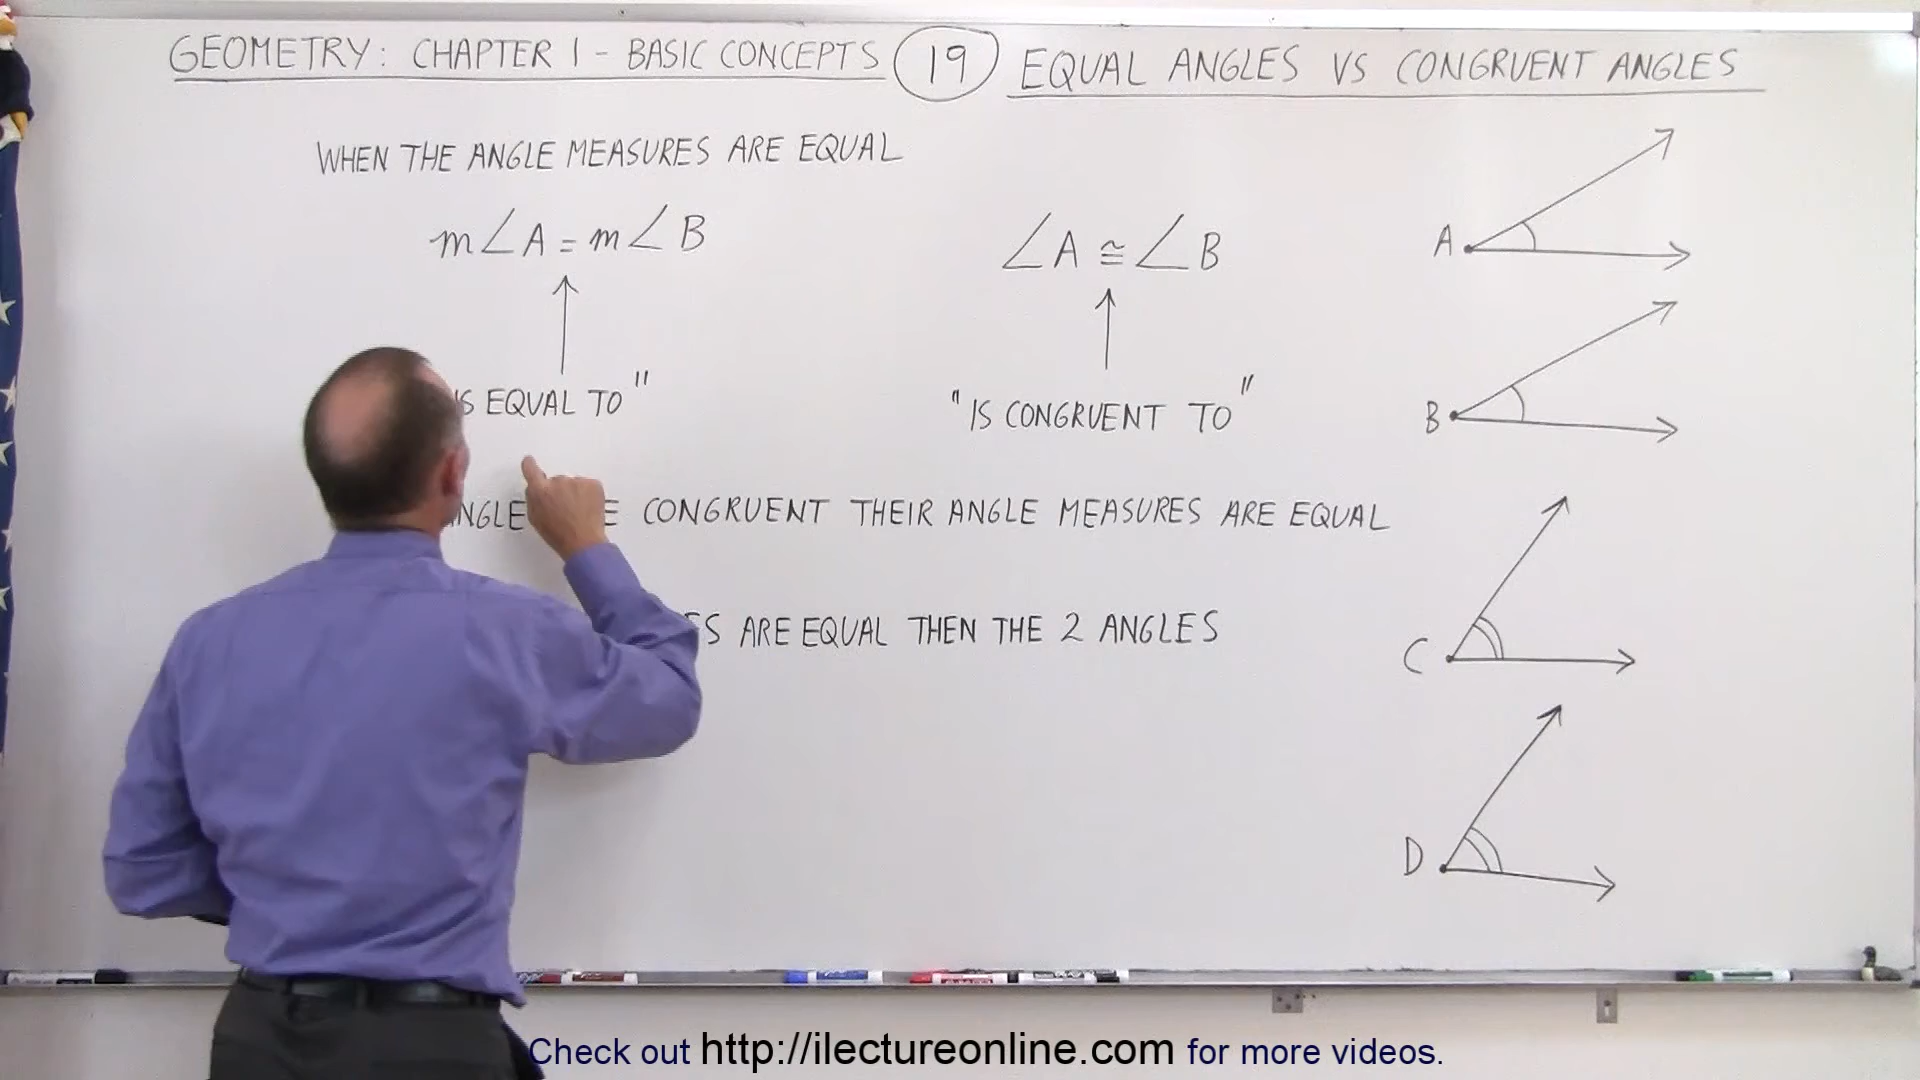 GEOMETRY: CHAPTER 1 - BASIC CONCEPTS 19 EQUAL ANGLES VS CONGRUENT ANGLES
WHEN THE ANGLE MEASURES ARE EQUAL
m∠A = m∠B
∠A ≅ ∠B
IS EQUAL TO"
"IS CONGRUENT TO"
CONGRUENT THEIR ANGLE MEASURES ARE EQUAL
ARE EQUAL THEN THE 2 ANGLES
A
B
C
D
Check out http://ilectureonline.com for more videos.